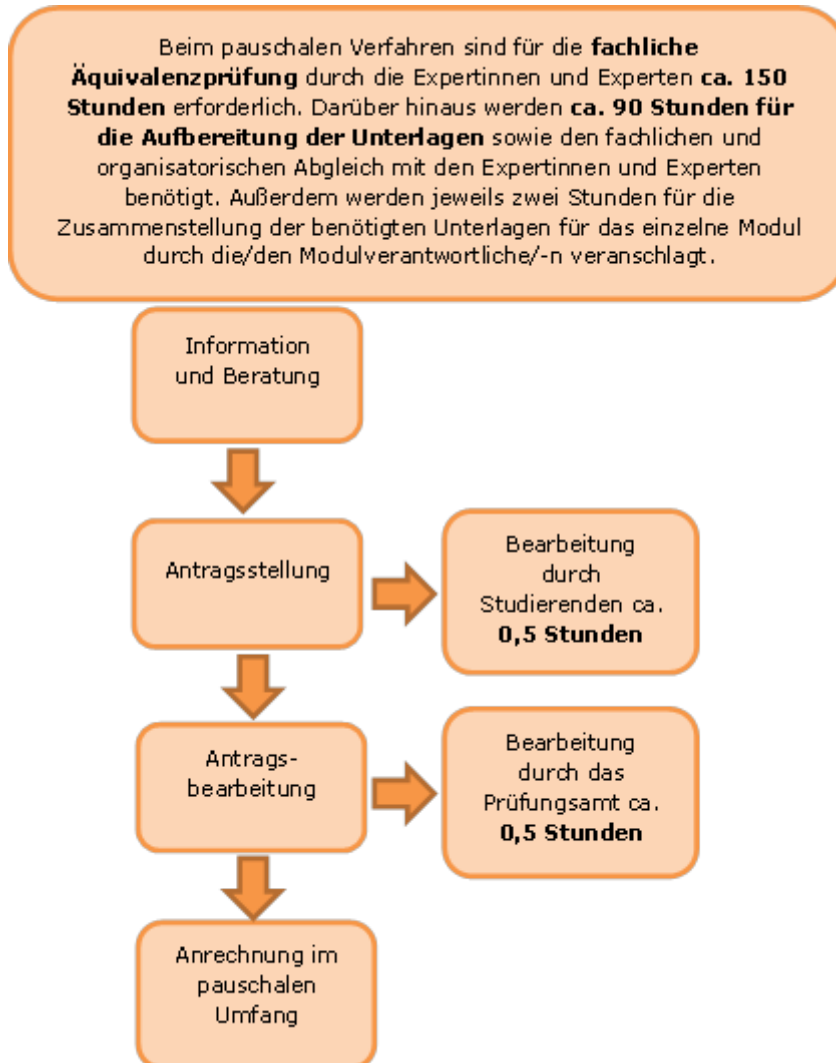 Beim pauschalen Verfahren sind für die fachliche
Äquivalenzprüfung durch die Expertinnen und Experten ca. 150
Stunden erforderlich. Darüber hinaus werden ca. 90 Stunden für
die Aufbereitung der Unterlagen sowie den fachlichen und
organisatorischen Abgleich mit den Expertinnen und Experten
benötigt. Außerdem werden jeweils zwei Stunden für die
Zusammenstellung der benötigten Unterlagen für das einzelne Modul
durch die/den Modulverantwortliche/-n veranschlagt.
Information
und Beratung
Antragsstellung
Bearbeitung
durch
Studierenden ca.
0,5 Stunden
Antrags-
bearbeitung
Bearbeitung
durch das
Prüfungsamt ca.
0,5 Stunden
Anrechnung im
pauschalen
Umfang